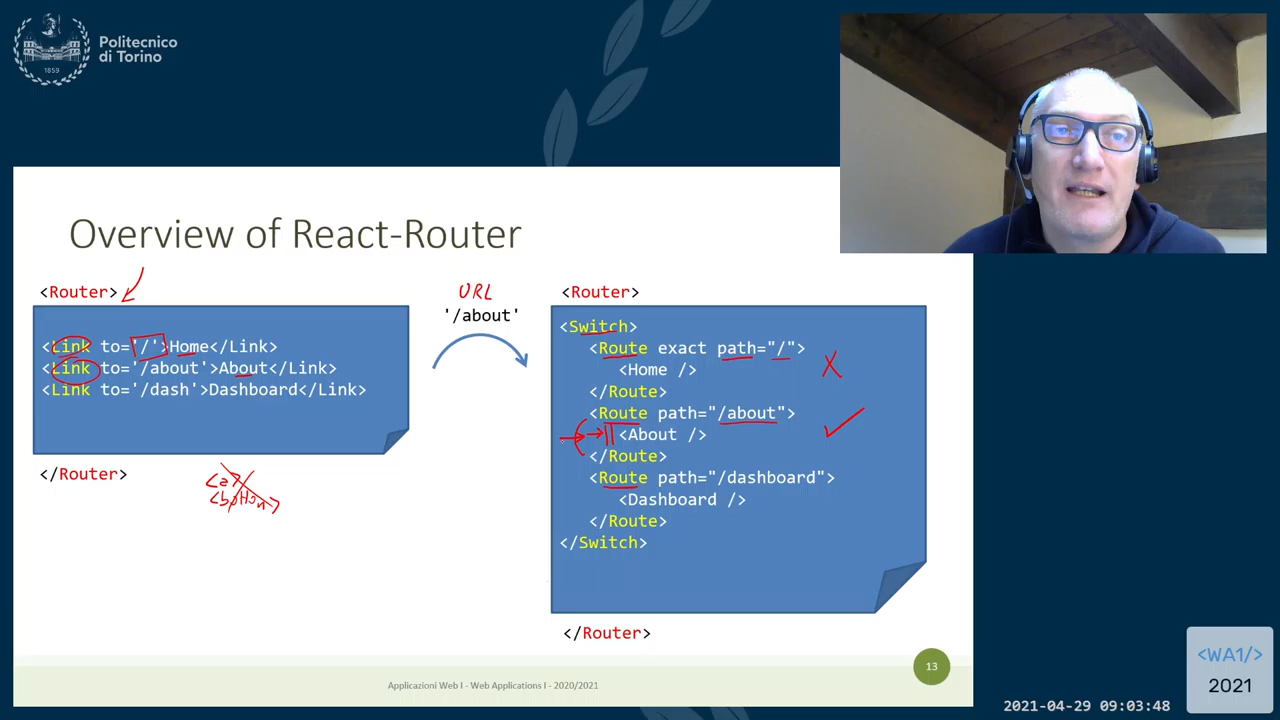 Politecnico
di Torino
1859
Overview of React-Router
<Router>
<Link to='/'>Home</Link>
<Link to='/about'>About</Link>
<Link to='/dash'>Dashboard</Link>
</Router>
<a>
<button>
URL
'/about'
<Router>
<Switch>
<Route exact path="/">
<Home />
</Route>
<Route path="/about">
<About />
</Route>
<Route path="/dashboard">
<Dashboard />
</Route>
</Switch>
</Router>
13
Applicazioni Web I - Web Applications I - 2020/2021
<WA1/>
2021
2021-04-29 09:03:48